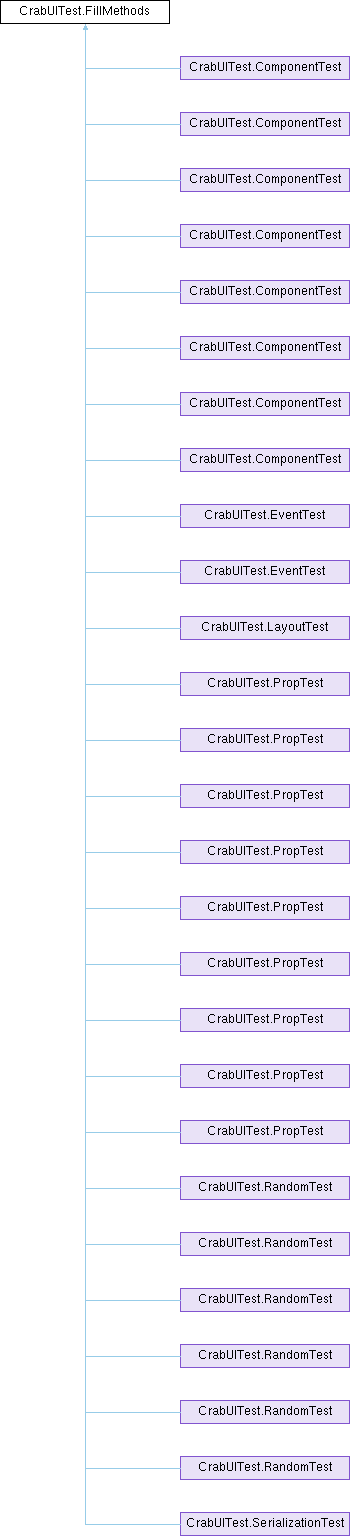 CrabUITest.FillMethods
CrabUITest.ComponentTest
CrabUITest.ComponentTest
CrabUITest.ComponentTest
CrabUITest.ComponentTest
CrabUITest.ComponentTest
CrabUITest.ComponentTest
CrabUITest.ComponentTest
CrabUITest.ComponentTest
CrabUITest.EventTest
CrabUITest.EventTest
CrabUITest.LayoutTest
CrabUITest.PropTest
CrabUITest.PropTest
CrabUITest.PropTest
CrabUITest.PropTest
CrabUITest.PropTest
CrabUITest.PropTest
CrabUITest.PropTest
CrabUITest.PropTest
CrabUITest.PropTest
CrabUITest.RandomTest
CrabUITest.RandomTest
CrabUITest.RandomTest
CrabUITest.RandomTest
CrabUITest.RandomTest
CrabUITest.RandomTest
CrabUITest.SerializationTest